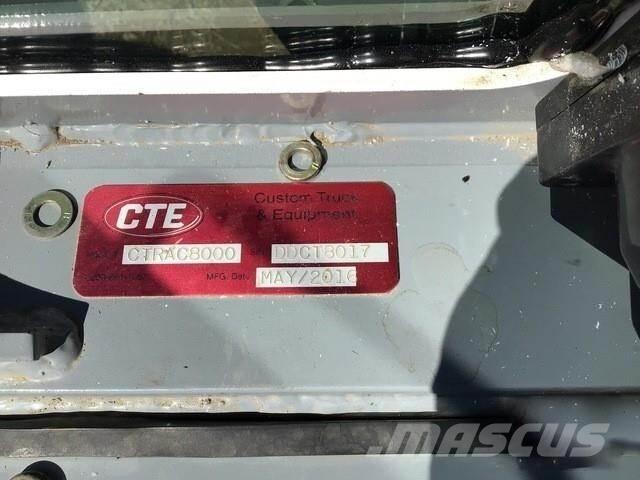 CTE
Custom Truck
& Equipment
CTRAC8000 DDCT8017
MFG. Date MAY/2016
MASCUS